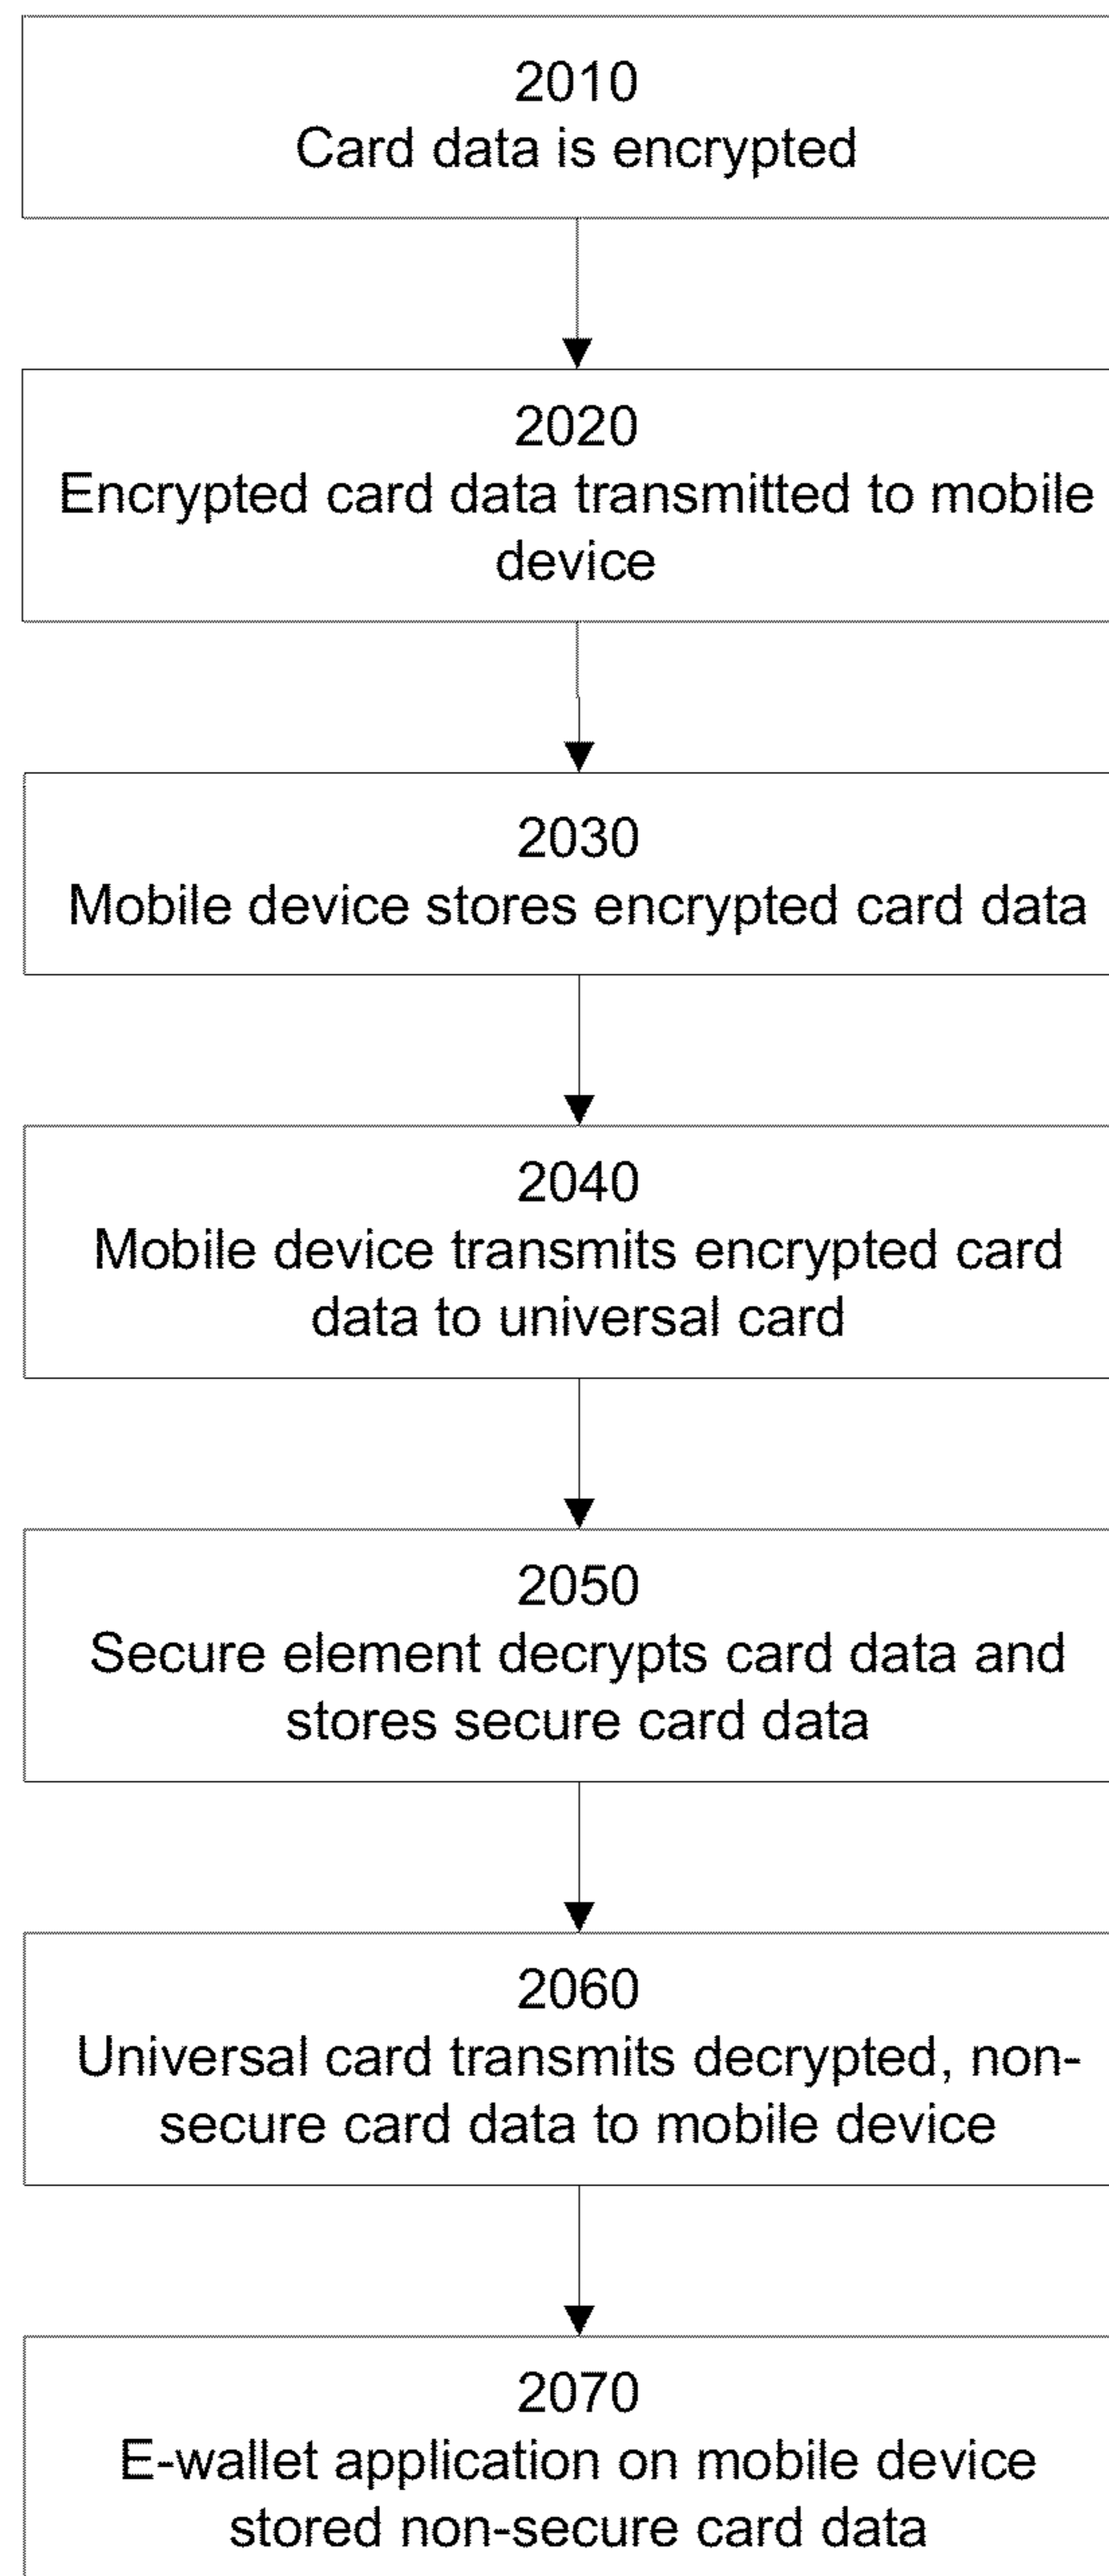 2010
Card data is encrypted
2020
Encrypted card data transmitted to mobile
device
2030
Mobile device stores encrypted card data
2040
Mobile device transmits encrypted card
data to universal card
2050
Secure element decrypts card data and
stores secure card data
2060
Universal card transmits decrypted, non-
secure card data to mobile device
2070
E-wallet application on mobile device
stored non-secure card data